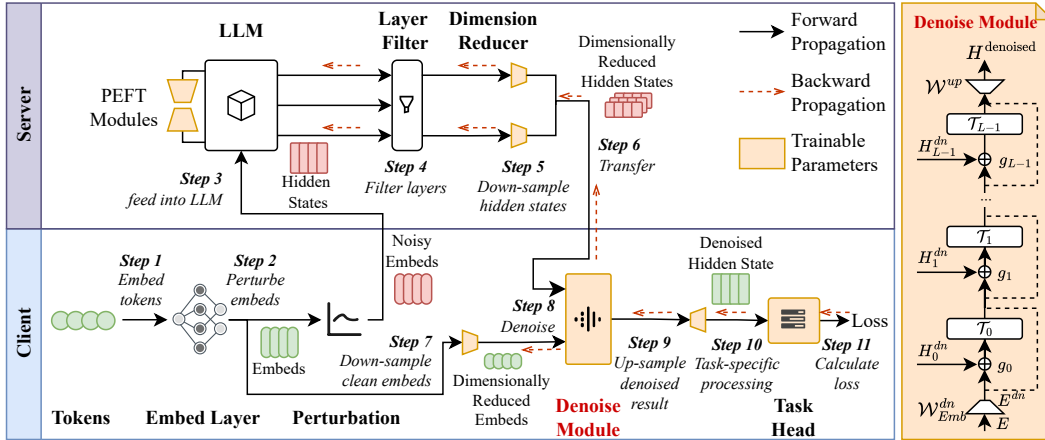 Server
LLM
Layer
Filter
Dimension
Reducer
PEFT
Modules
Step 3
feed into LLM
Hidden
States
Step 4
Filter layers
Step 5
Down-sample
hidden states
Dimensionally
Reduced
Hidden States
Step 6
Transfer
Forward
Propagation
Backward
Propagation
Trainable
Parameters
Client
Step 1
Embed
tokens
Step 2
Perturbe
embeds
Embeds
Noisy
Embeds
Step 7
Down-sample
clean embeds
Dimensionally
Reduced
Embeds
Step 8
Denoise
Denoised
Hidden State
Step 9
Up-sample
denoised
result
Step 10
Task-specific
processing
Loss
Step 11
Calculate
loss
Tokens
Embed Layer
Perturbation
Denoise
Module
Task
Head
Denoise Module
H^denoised
W^up
T_L-1
H^dn_L-1
g_L-1
...
T_1
H^dn_1
g_1
T_0
H^dn_0
g_0
W^dn_Emb
E^dn
E